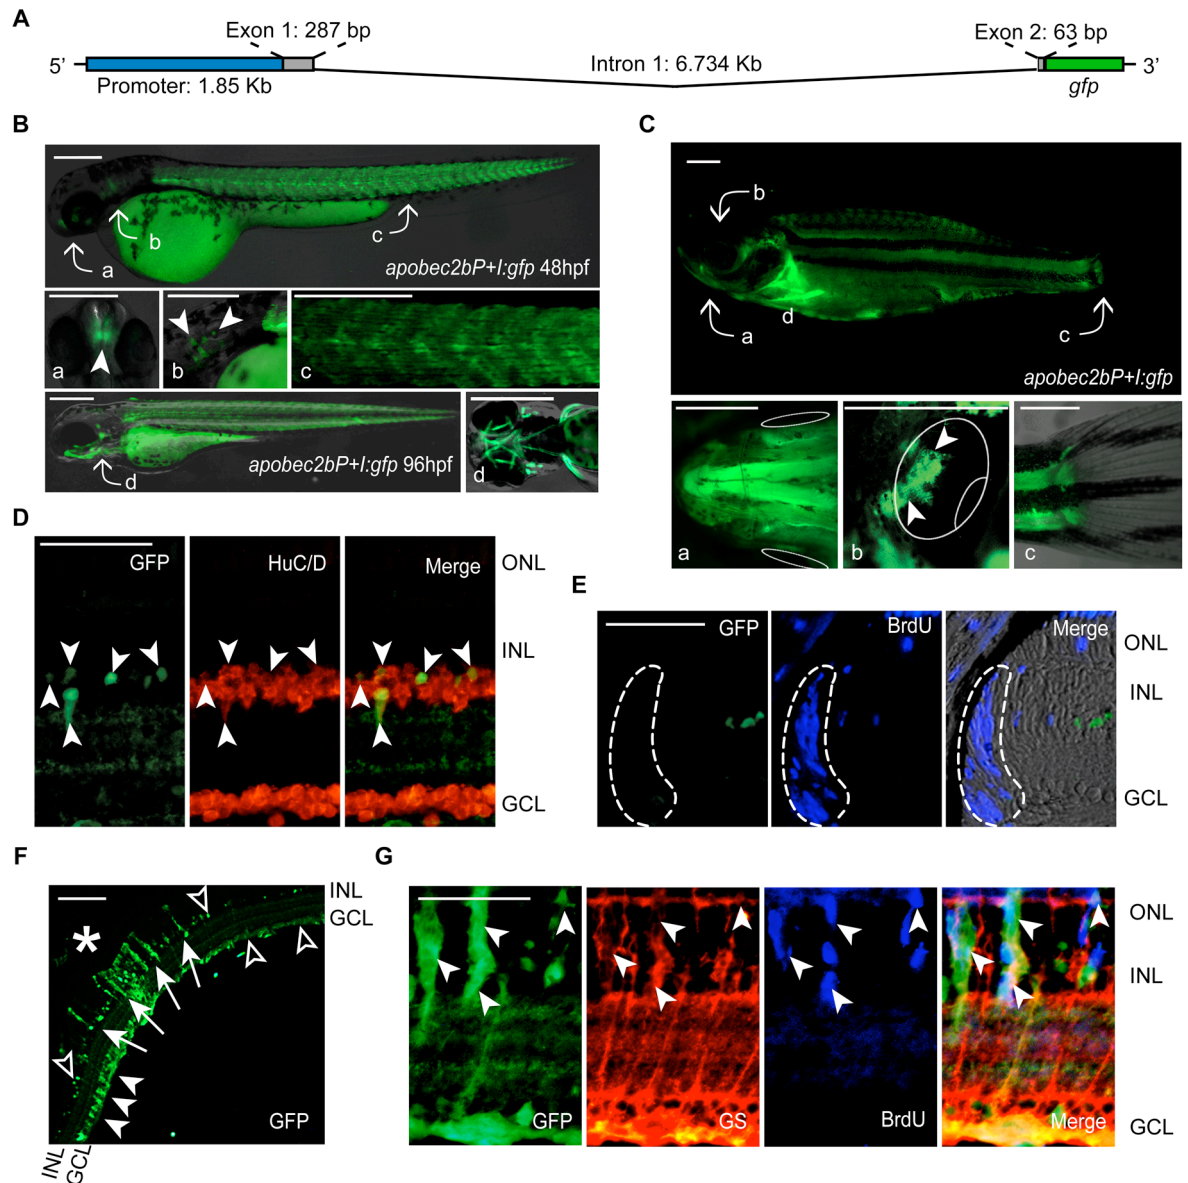 A
Exon 1: 287 bp
Exon 2: 63 bp
5’
Intron 1: 6.734 Kb
3’
Promoter: 1.85 Kb
gfp
B
b
a
c
apobec2bP+I:gfp 48hpf
a
b
c
apobec2bP+I:gfp 96hpf
d
d
C
b
a
d
c
apobec2bP+I:gfp
a
b
c
D
GFP
HuC/D
Merge
ONL
INL
GCL
E
GFP
BrdU
Merge
ONL
INL
GCL
F
INL
GCL
*
GFP
INL
GCL
G
ONL
INL
GFP
GS
BrdU
Merge
GCL